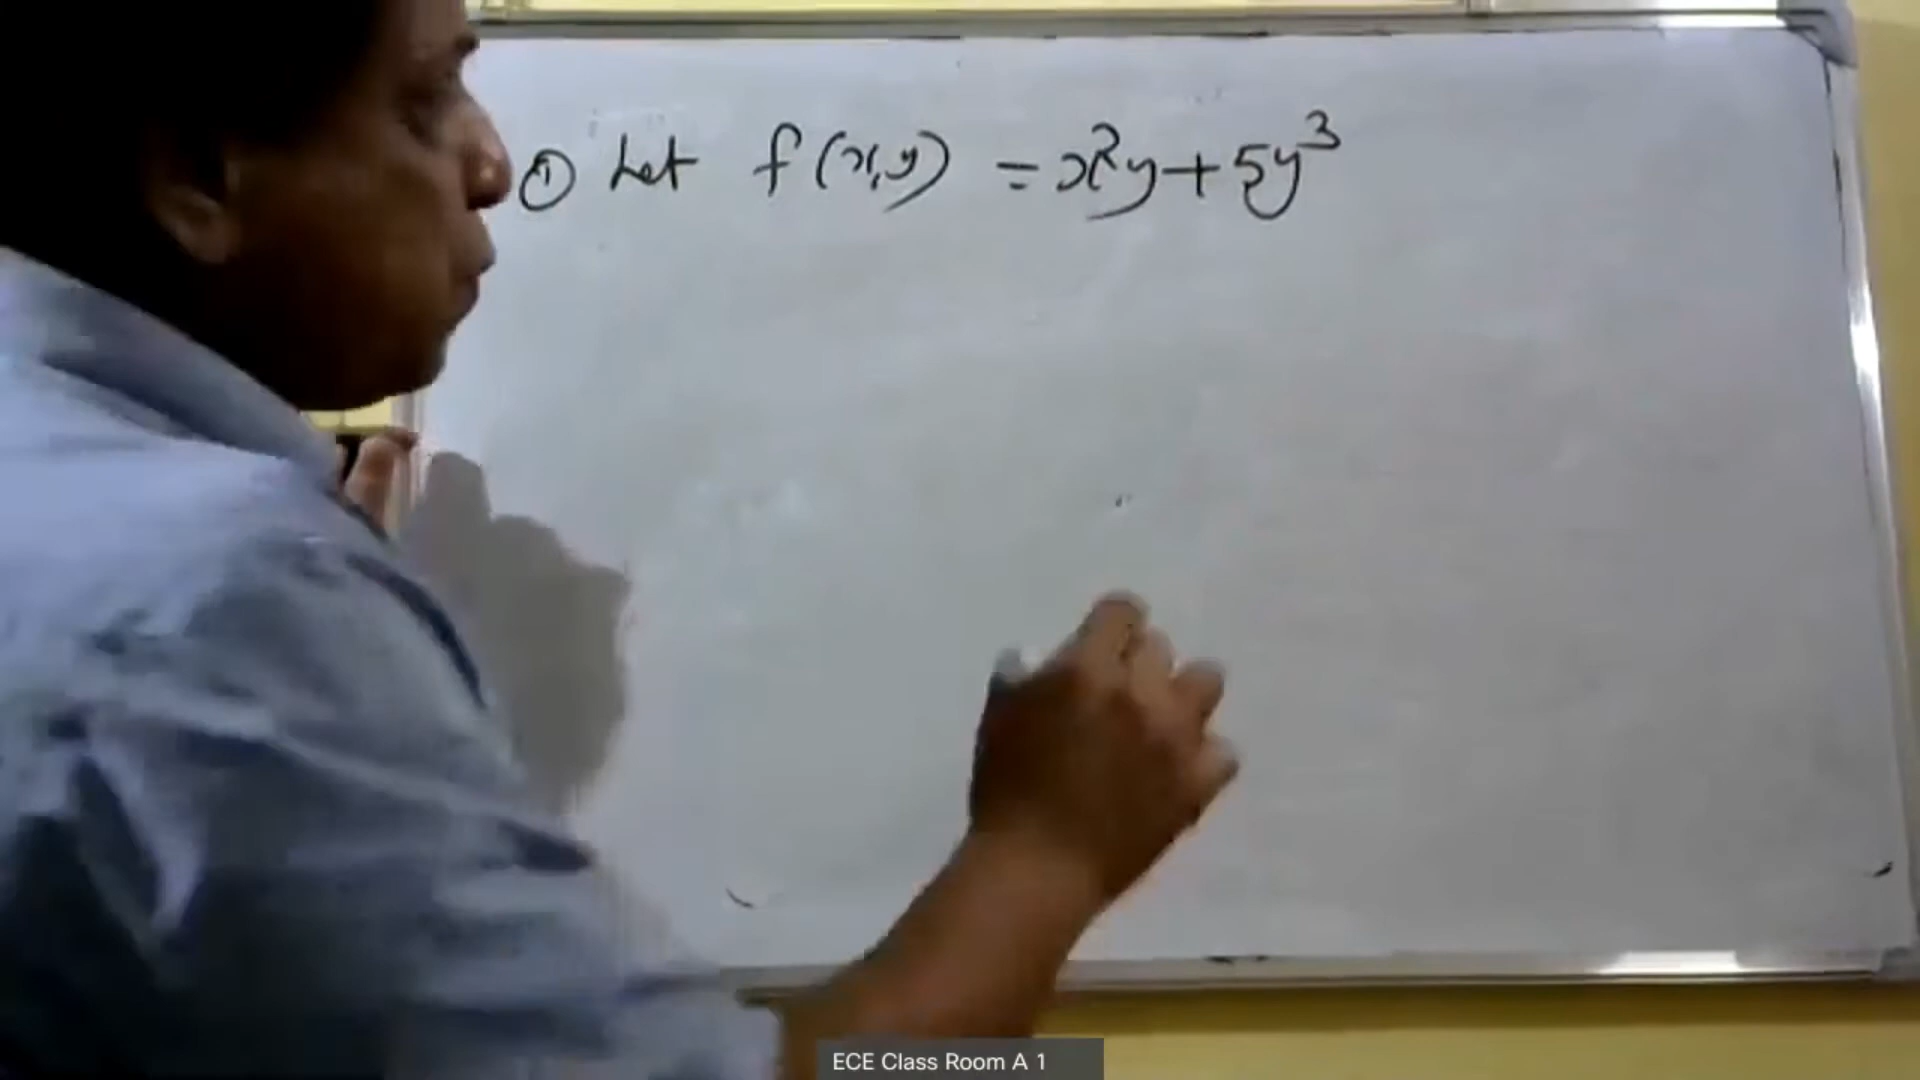 ① Let f(x,y) = x²y+5y³
ECE Class Room A 1